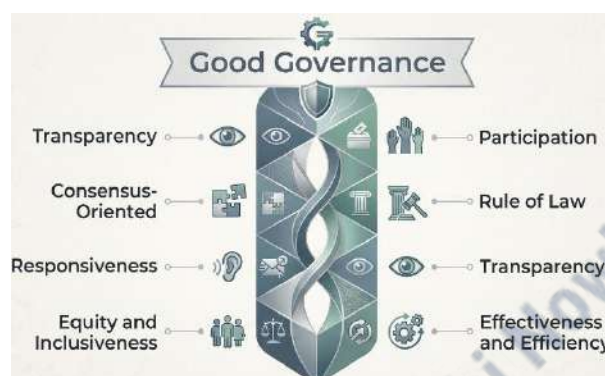 Good Governance
Transparency
Participation
Consensus-
Oriented
Rule of Law
Responsiveness
Transparency
Equity and
Inclusiveness
Effectiveness
and Efficiency